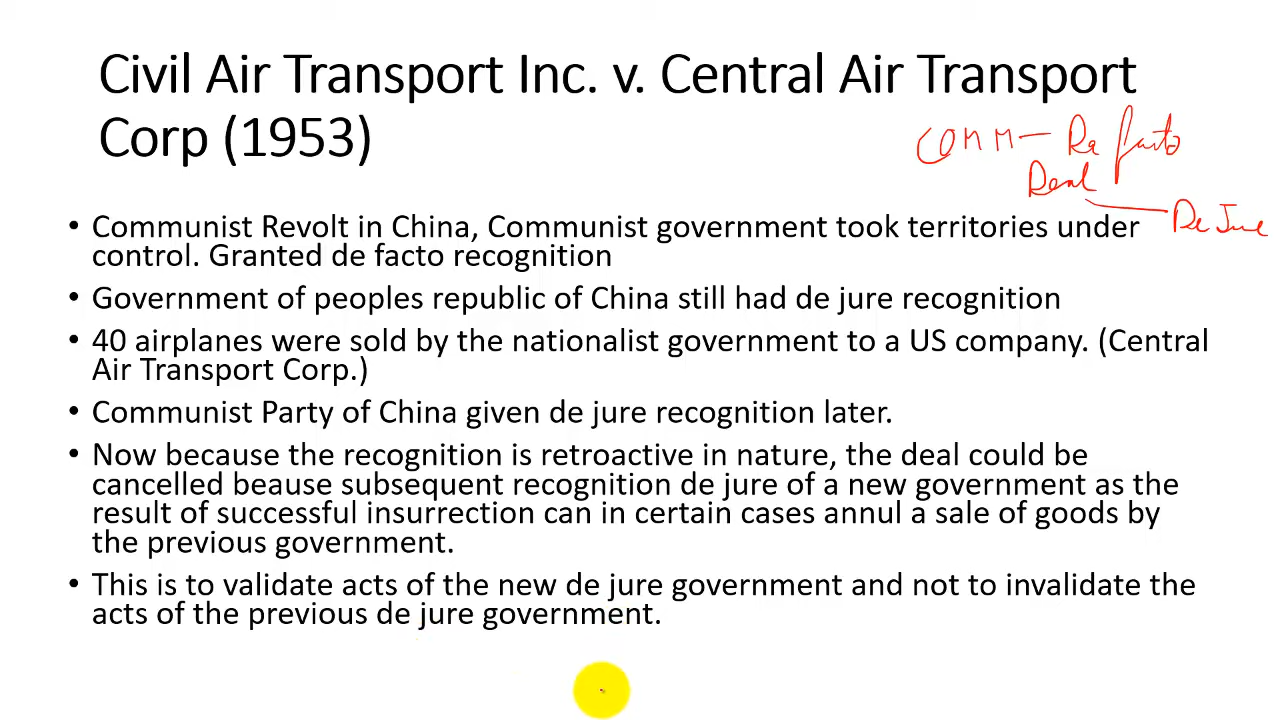 Civil Air Transport Inc. v. Central Air Transport
Corp (1953)
COMM - De facto
Deal
De Jure
• Communist Revolt in China, Communist government took territories under
control. Granted de facto recognition
• Government of peoples republic of China still had de jure recognition
• 40 airplanes were sold by the nationalist government to a US company. (Central
Air Transport Corp.)
• Communist Party of China given de jure recognition later.
• Now because the recognition is retroactive in nature, the deal could be
cancelled beause subsequent recognition de jure of a new government as the
result of successful insurrection can in certain cases annul a sale of goods by
the previous government.
• This is to validate acts of the new de jure government and not to invalidate the
acts of the previous de jure government.